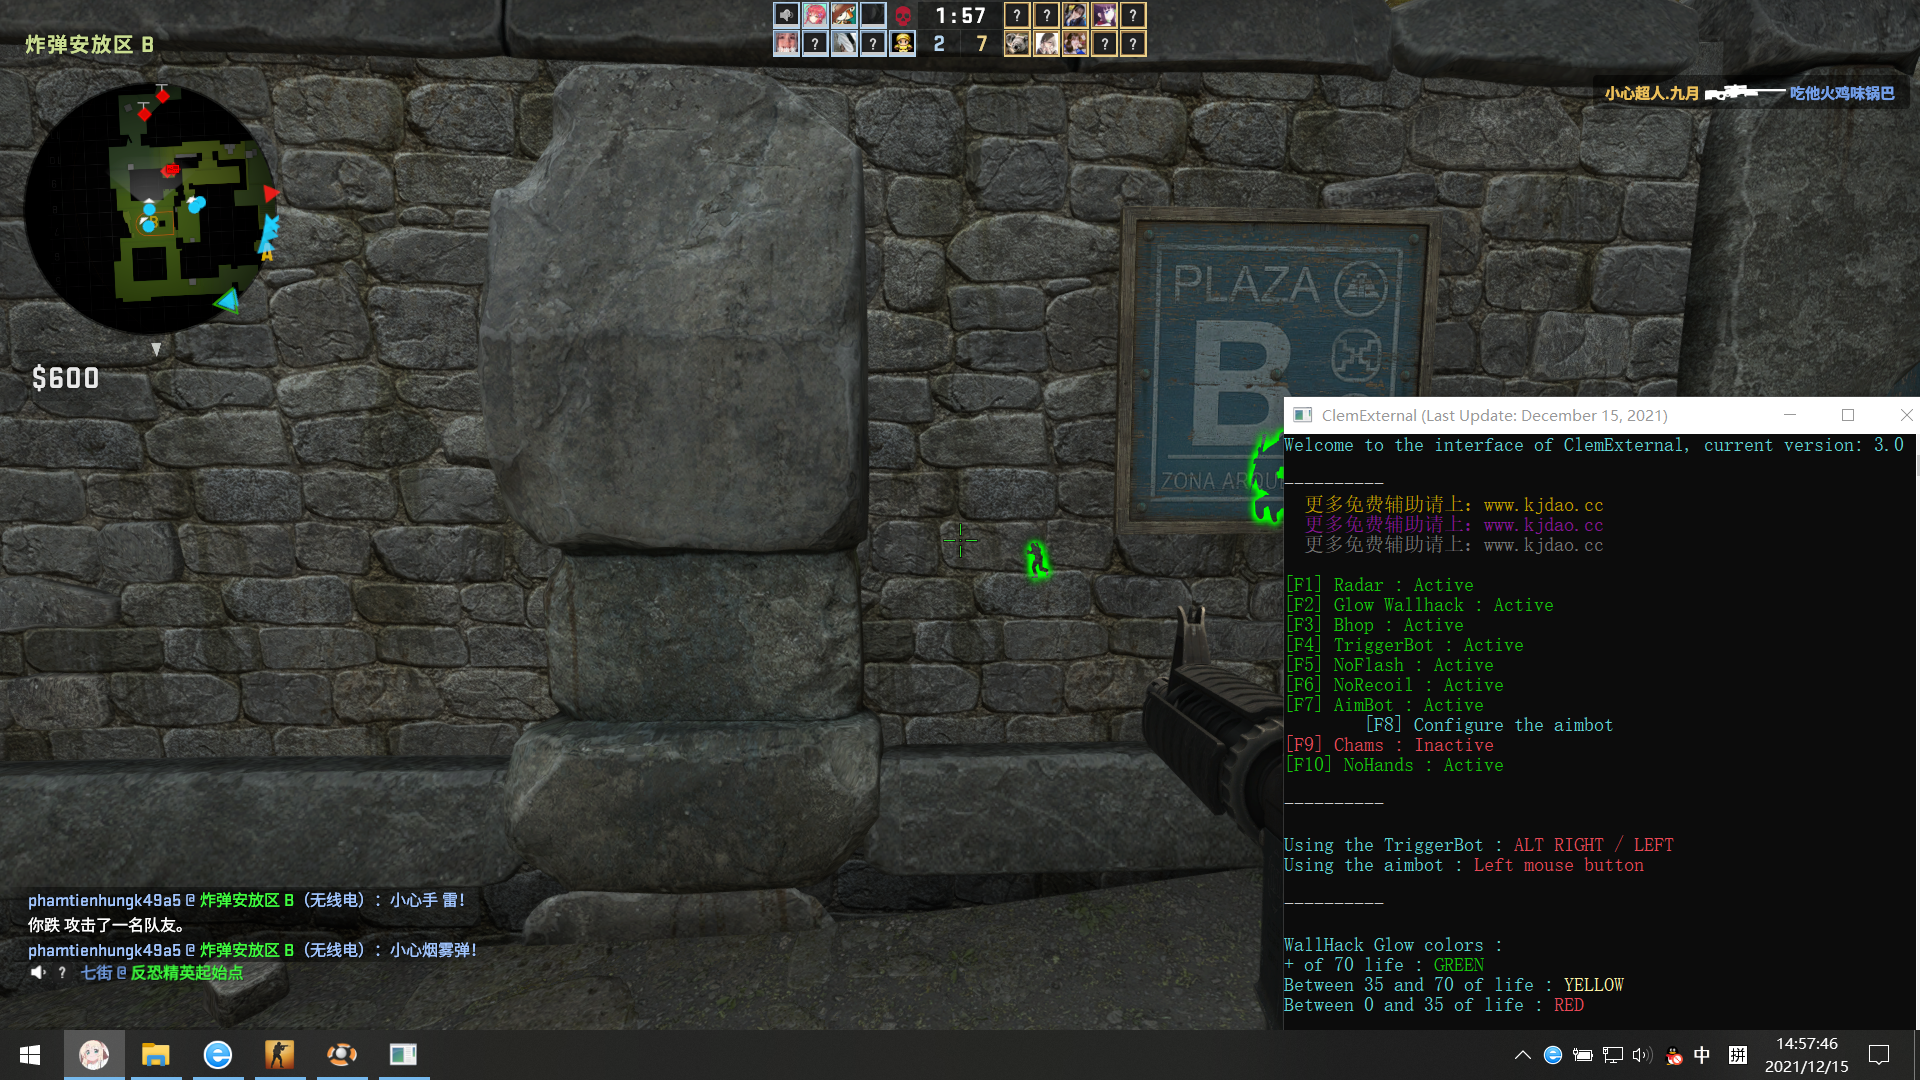 1:57
2 7
炸弹安放区 B
小心超人.九月 吃他火鸡味锅巴
B
A
$600
PLAZA
B
ZONA ARQUE
ClemExternal (Last Update: December 15, 2021)
Welcome to the interface of ClemExternal, current version: 3.0
----------
更多免费辅助请上: www.kjdao.cc
更多免费辅助请上: www.kjdao.cc
更多免费辅助请上: www.kjdao.cc
[F1] Radar : Active
[F2] Glow Wallhack : Active
[F3] Bhop : Active
[F4] TriggerBot : Active
[F5] NoFlash : Active
[F6] NoRecoil : Active
[F7] AimBot : Active
[F8] Configure the aimbot
[F9] Chams : Inactive
[F10] NoHands : Active
----------
Using the TriggerBot : ALT RIGHT / LEFT
Using the aimbot : Left mouse button
----------
WallHack Glow colors :
+ of 70 life : GREEN
Between 35 and 70 of life : YELLOW
Between 0 and 35 of life : RED
phamtienhungk49a5 @ 炸弹安放区 B (无线电) : 小心手 雷!
你跌 攻击了一名队友。
phamtienhungk49a5 @ 炸弹安放区 B (无线电) : 小心烟雾弹!
? 七街 @ 反恐精英起始点
中 拼 14:57:46
2021/12/15